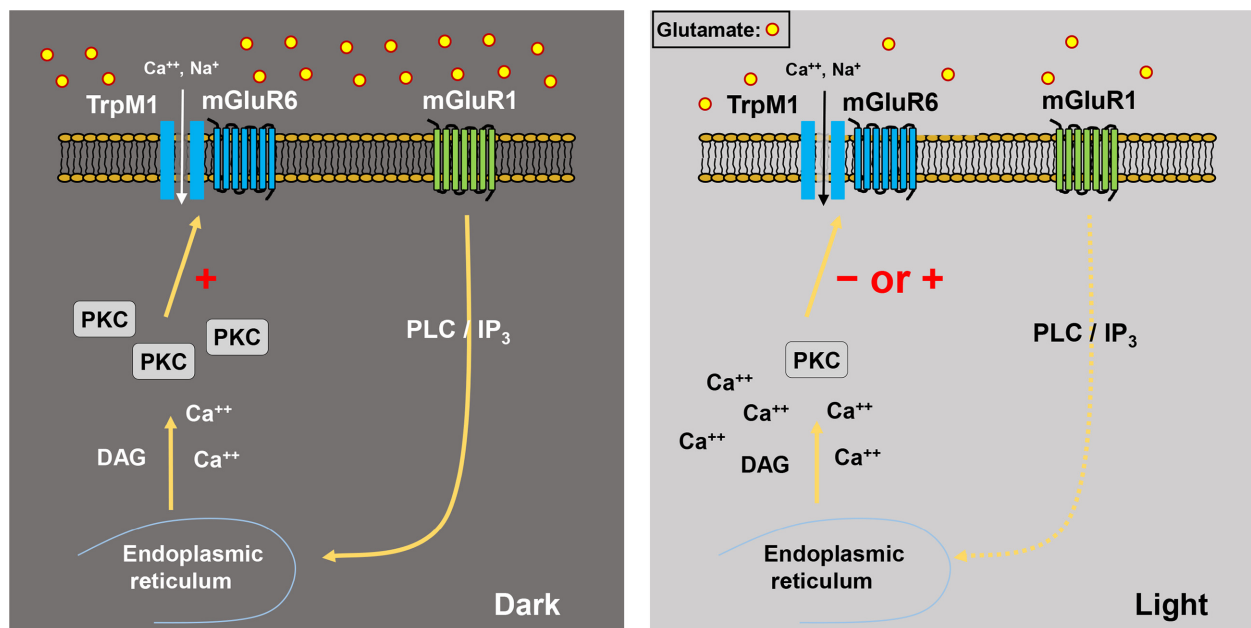 Ca⁺⁺, Na⁺
TrpM1
mGluR6
mGluR1
+
PKC
PKC
PKC
PLC / IP₃
Ca⁺⁺
DAG
Ca⁺⁺
Endoplasmic
reticulum
Dark
Glutamate:
Ca⁺⁺, Na⁺
TrpM1
mGluR6
mGluR1
− or +
PLC / IP₃
PKC
Ca⁺⁺
Ca⁺⁺
Ca⁺⁺
Ca⁺⁺
DAG
Ca⁺⁺
Endoplasmic
reticulum
Light